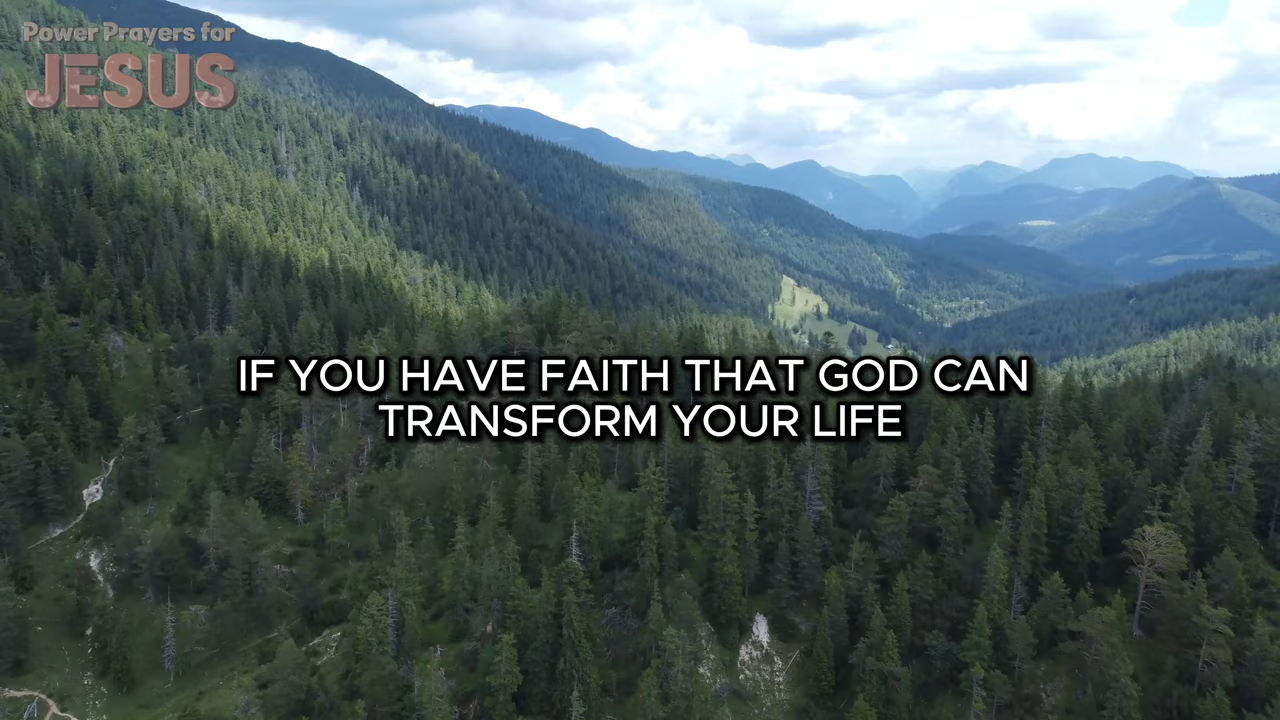 Power Prayers for
JESUS
IF YOU HAVE FAITH THAT GOD CAN
TRANSFORM YOUR LIFE